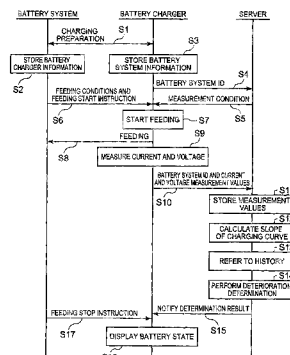 BATTERY SYSTEM
BATTERY CHARGER
SERVER
S1
CHARGING
PREPARATION
S3
STORE BATTERY
CHARGER INFORMATION
STORE BATTERY
SYSTEM INFORMATION
S4
S2
BATTERY SYSTEM ID
FEEDING CONDITIONS AND
FEEDING START INSTRUCTION
MEASUREMENT CONDITION
S6
S5
START FEEDING
S7
FEEDING
S9
S8
MEASURE CURRENT AND VOLTAGE
BATTERY SYSTEM ID AND CURRENT
AND VOLTAGE MEASUREMENT VALUES
S10
S1
STORE MEASUREMENT
VALUES
S1
CALCULATE SLOPE
OF CHARGING CURVE
S1
REFER TO HISTORY
S14
PERFORM DETERIORATION
DETERMINATION
NOTIFY DETERMINATION RESULT
FEEDING STOP INSTRUCTION
S15
S17
DISPLAY BATTERY STATE